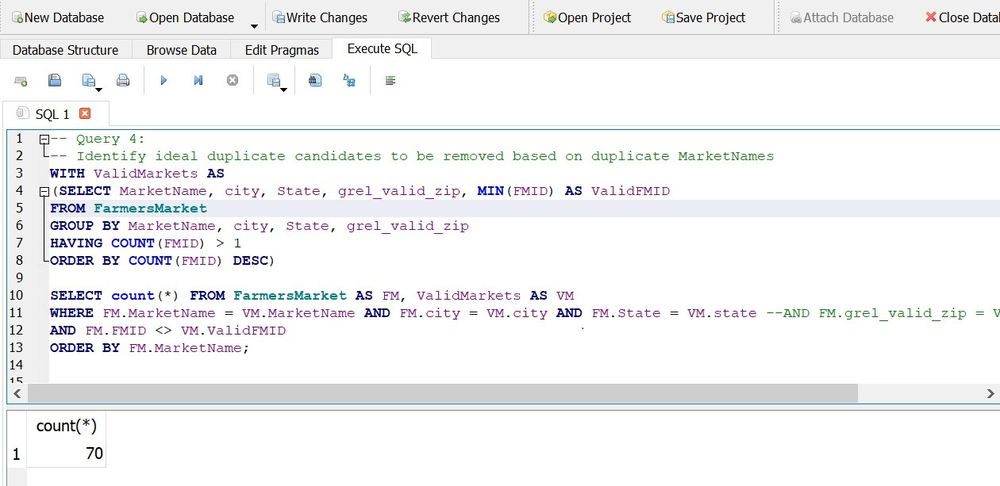 New Database Open Database Write Changes Revert Changes Open Project Save Project Attach Database Close Datal
Database Structure Browse Data Edit Pragmas Execute SQL
SQL 1
1 -- Query 4:
2 -- Identify ideal duplicate candidates to be removed based on duplicate MarketNames
3 WITH ValidMarkets AS
4 (SELECT MarketName, city, State, grel_valid_zip, MIN(FMID) AS ValidFMID
5 FROM FarmersMarket
6 GROUP BY MarketName, city, State, grel_valid_zip
7 HAVING COUNT(FMID) > 1
8 ORDER BY COUNT(FMID) DESC)
9
10 SELECT count(*) FROM FarmersMarket AS FM, ValidMarkets AS VM
11 WHERE FM.MarketName = VM.MarketName AND FM.city = VM.city AND FM.State = VM.state --AND FM.grel_valid_zip = V
12 AND FM.FMID <> VM.ValidFMID
13 ORDER BY FM.MarketName;
14
15
count(*)
1 70